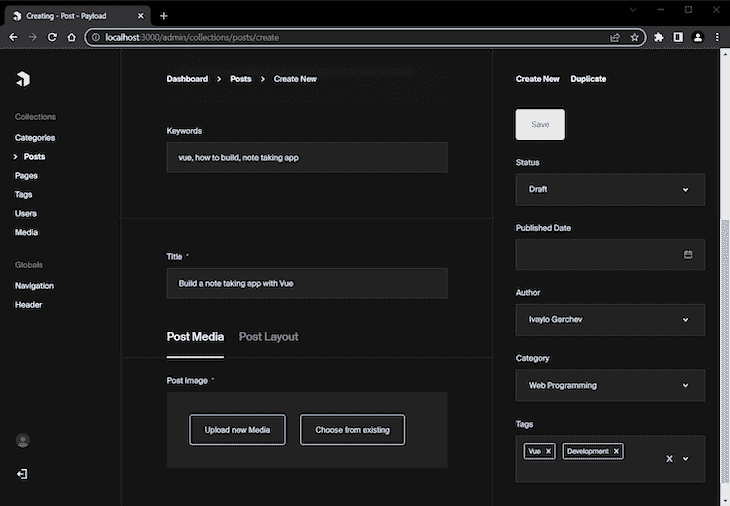 Creating - Post - Payload
localhost:3000/admin/collections/posts/create
Collections
Categories
Posts
Pages
Tags
Users
Media
Globals
Navigation
Header
Dashboard > Posts > Create New
Keywords
vue, how to build, note taking app
Title *
Build a note taking app with Vue
Post Media Post Layout
Post Image *
Upload new Media Choose from existing
Create New Duplicate
Save
Status
Draft
Published Date
Author
Ivaylo Gerchev
Category
Web Programming
Tags
Vue Development